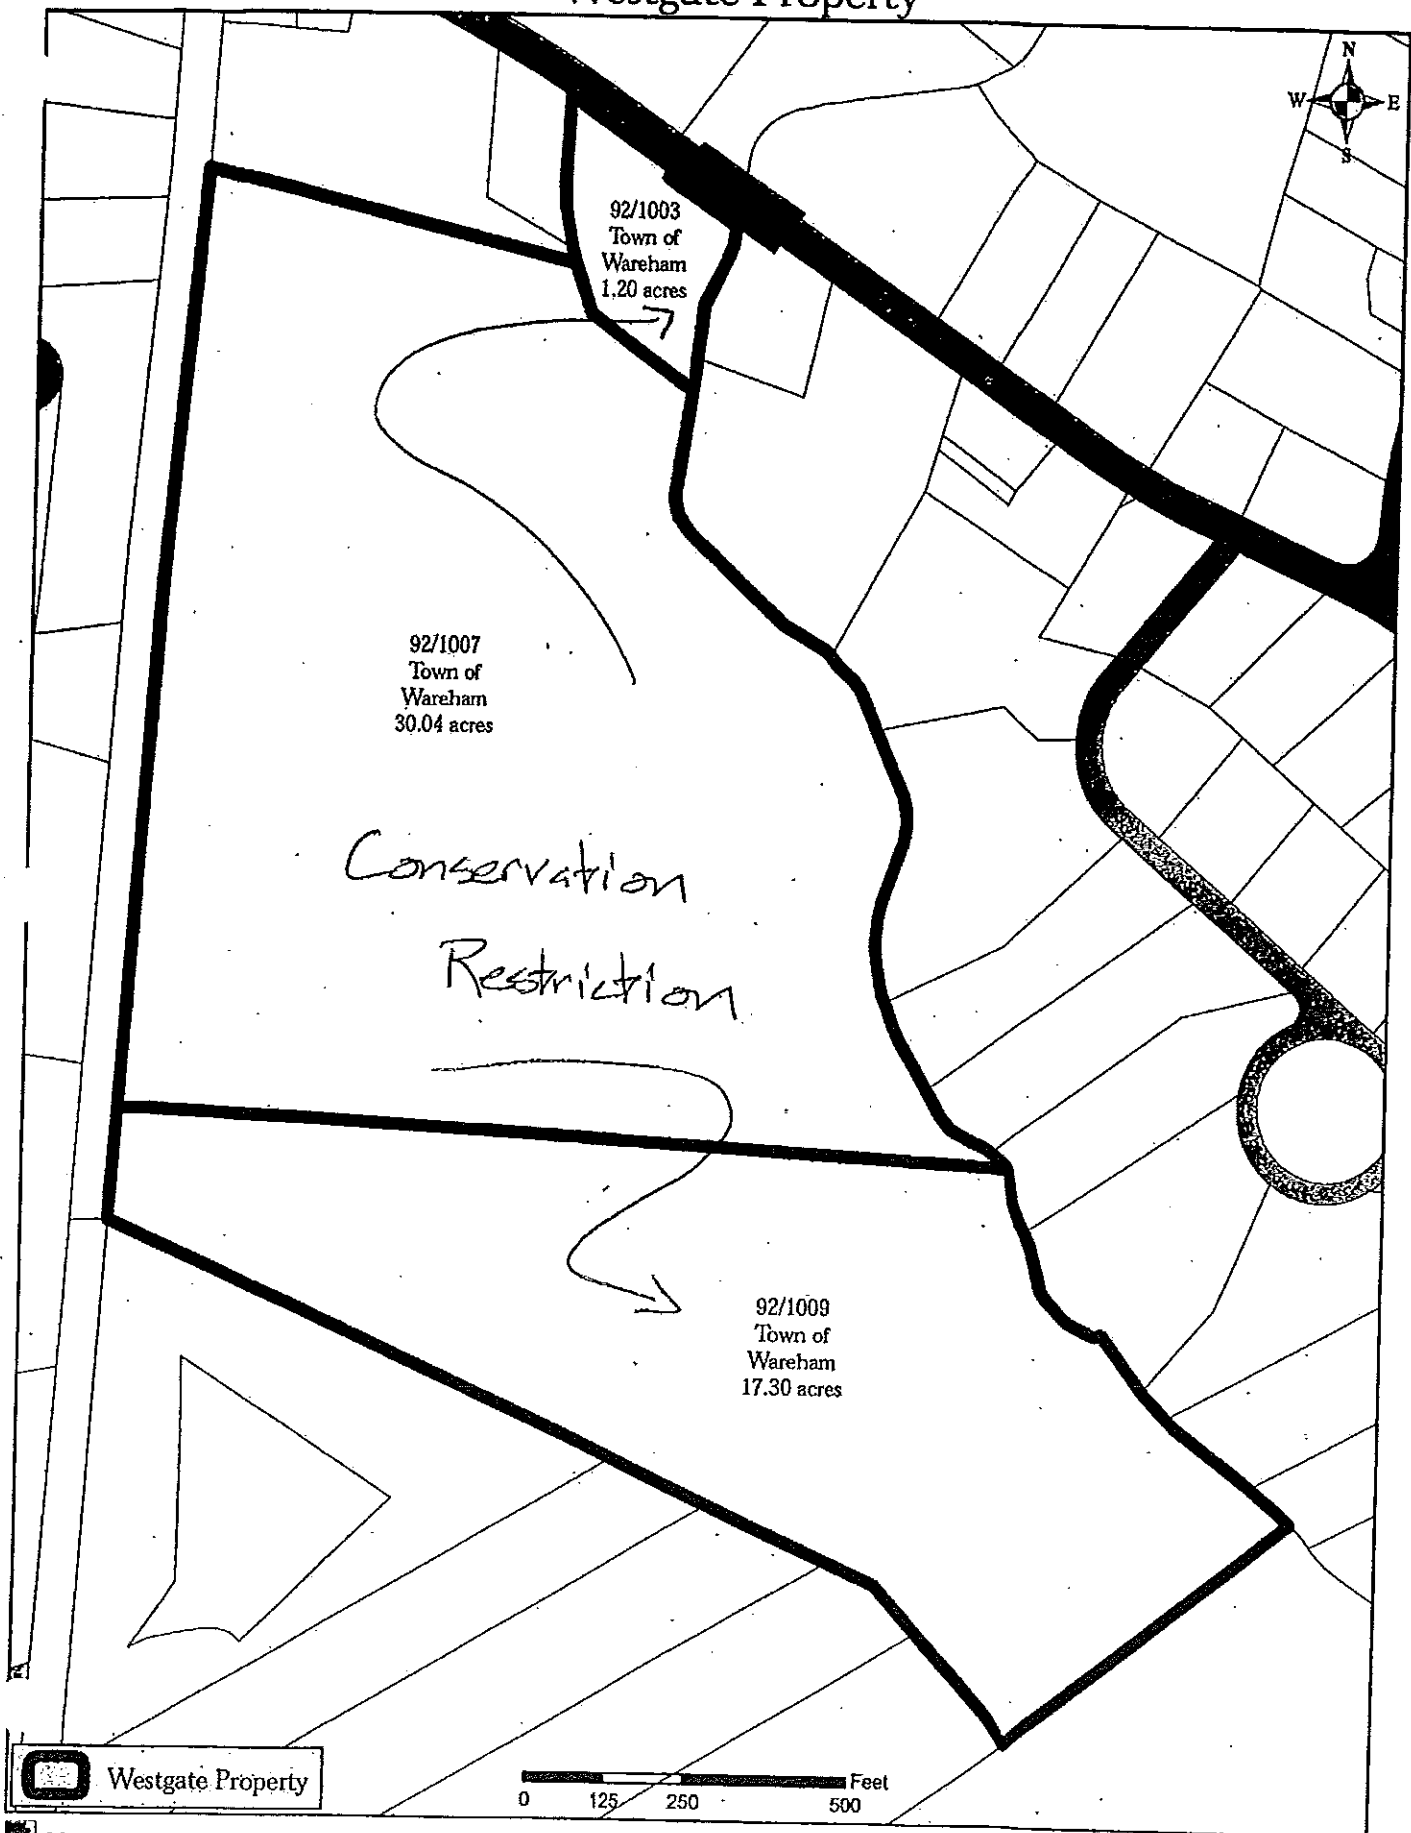 Westgate Property
N
W E
S
92/1003
Town of
Wareham
1.20 acres
92/1007
Town of
Wareham
30.04 acres
Conservation
Restriction
92/1009
Town of
Wareham
17.30 acres
Westgate Property
Feet
0 125 250 500